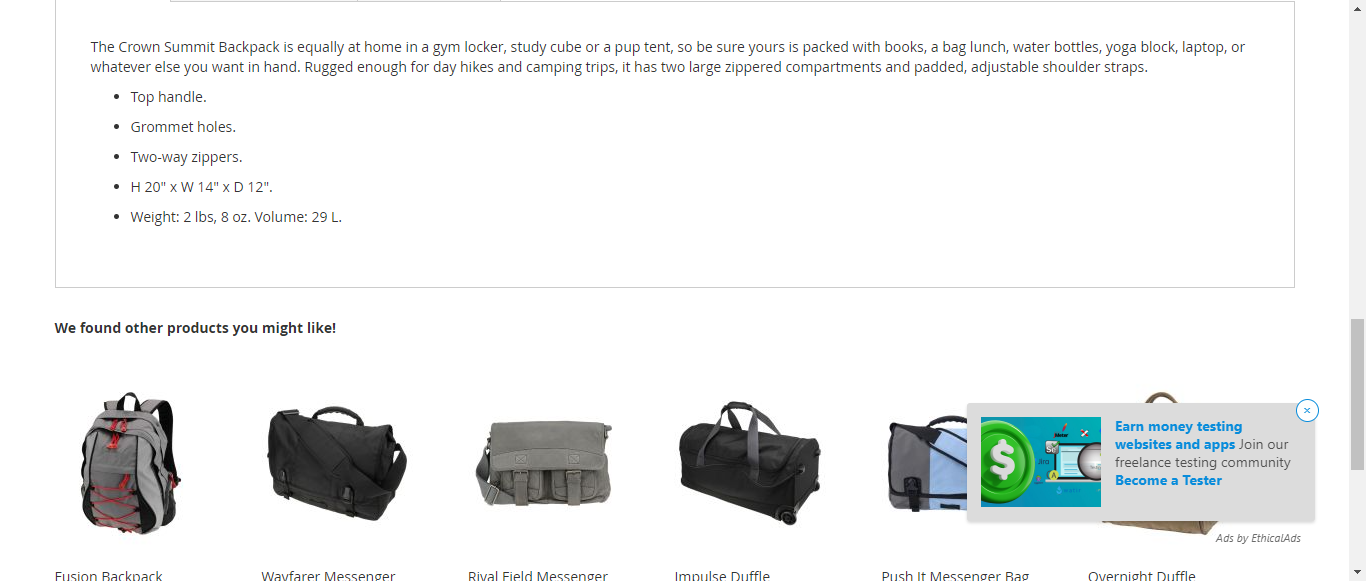 The Crown Summit Backpack is equally at home in a gym locker, study cube or a pup tent, so be sure yours is packed with books, a bag lunch, water bottles, yoga block, laptop, or
whatever else you want in hand. Rugged enough for day hikes and camping trips, it has two large zippered compartments and padded, adjustable shoulder straps.
Top handle.
Grommet holes.
Two-way zippers.
H 20" x W 14" x D 12".
Weight: 2 lbs, 8 oz. Volume: 29 L.
We found other products you might like!
Earn money testing
websites and apps Join our
freelance testing community
Become a Tester
Ads by EthicalAds
Fusion Backpack
Wayfarer Messenger
Rival Field Messenger
Impulse Duffle
Push It Messenger Bag
Overnight Duffle